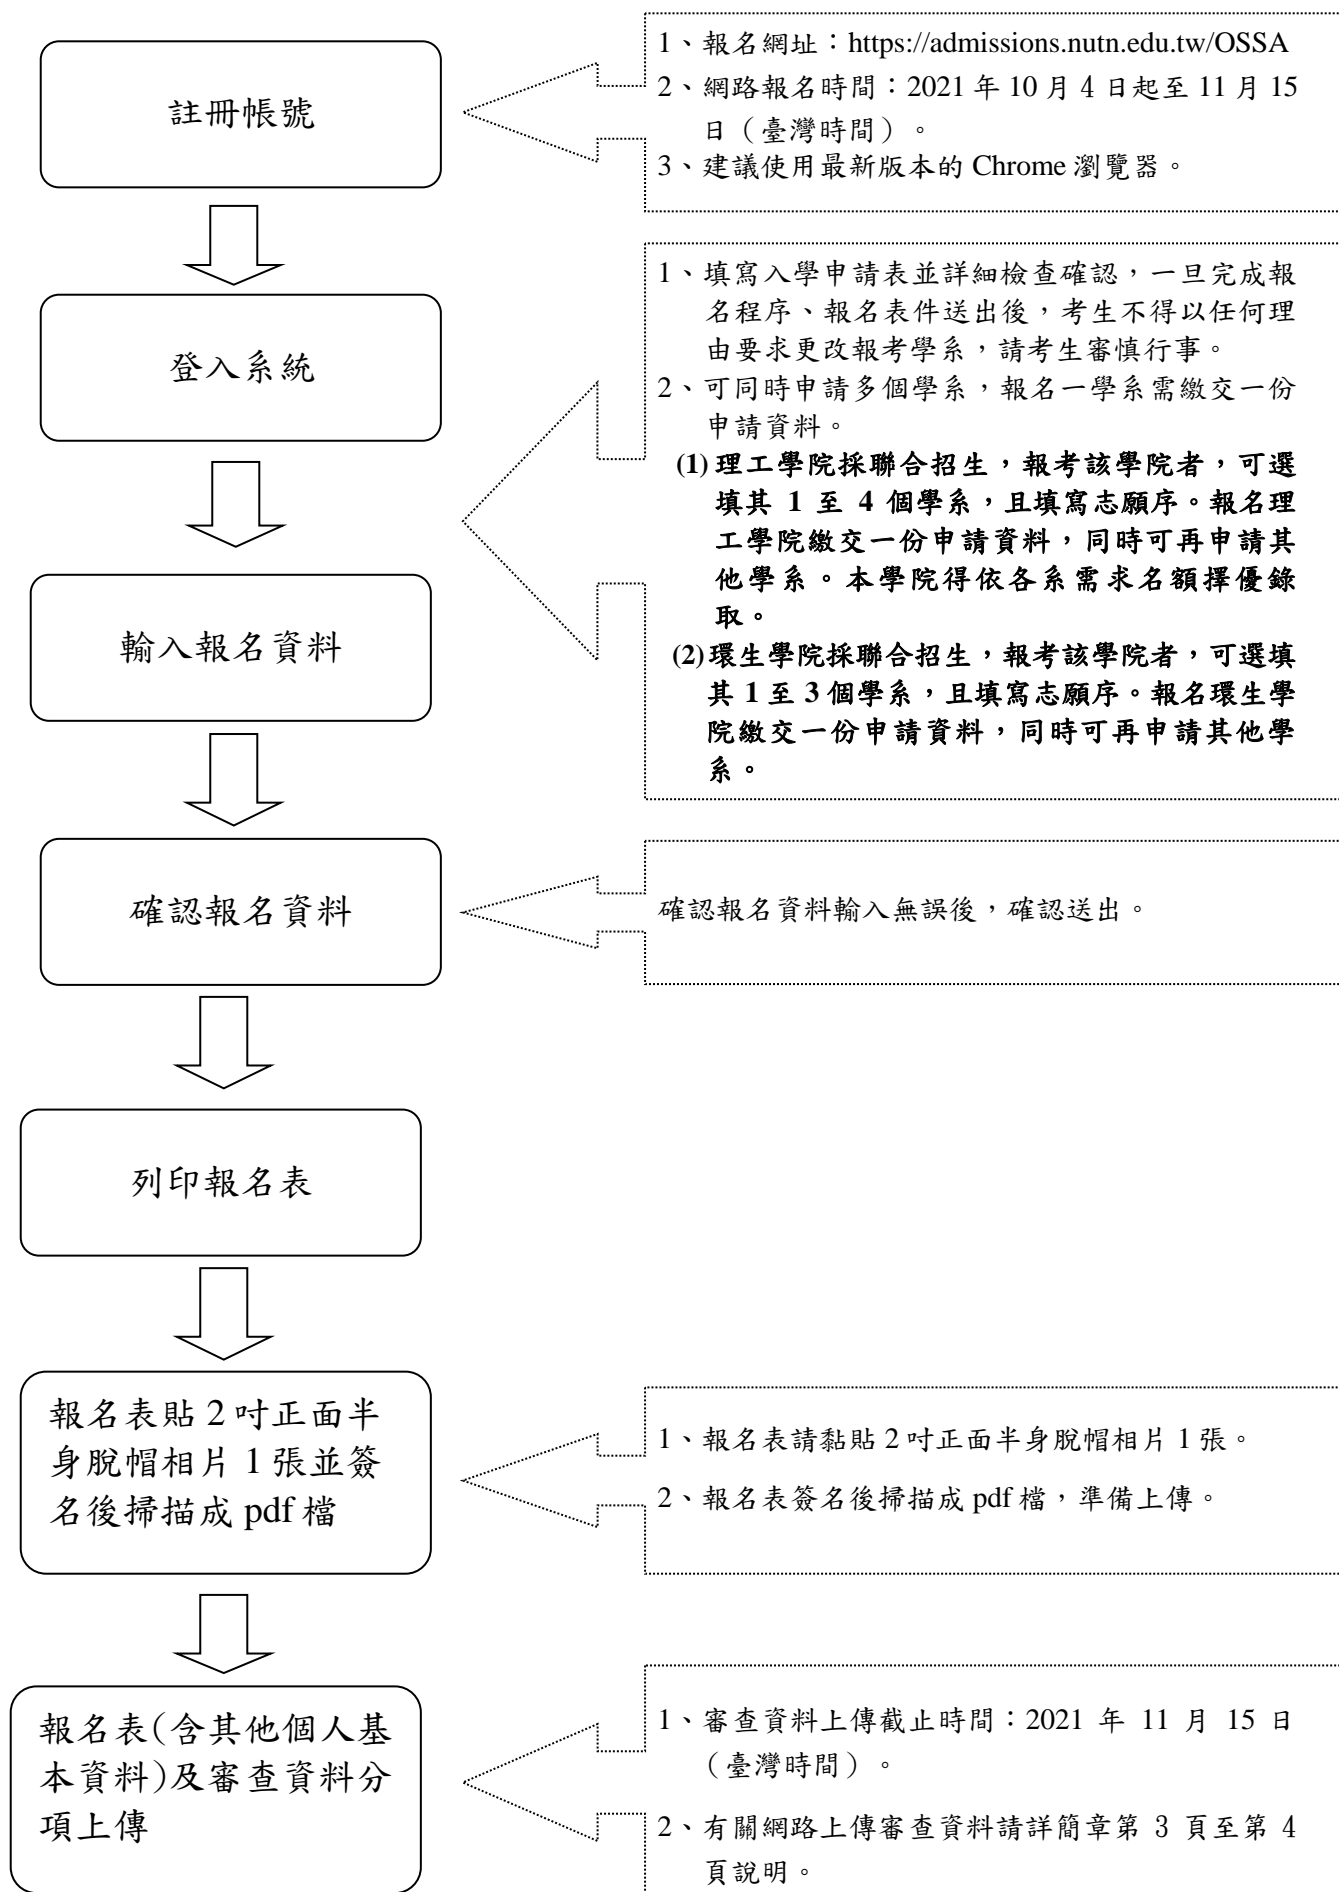 註冊帳號
1、報名網址：https://admissions.nutn.edu.tw/OSSA
2、網路報名時間：2021 年 10 月 4 日起至 11 月 15
日（臺灣時間）。
3、建議使用最新版本的 Chrome 瀏覽器。
登入系統
1、填寫入學申請表並詳細檢查確認，一旦完成報
名程序、報名表件送出後，考生不得以任何理
由要求更改報考學系，請考生審慎行事。
2、可同時申請多個學系，報名一學系需繳交一份
申請資料。
(1) 理工學院採聯合招生，報考該學院者，可選
填其 1 至 4 個學系，且填寫志願序。報名理
工學院繳交一份申請資料，同時可再申請其
他學系。本學院得依各系需求名額擇優錄
取。
(2) 環生學院採聯合招生，報考該學院者，可選填
其 1 至 3 個學系，且填寫志願序。報名環生學
院繳交一份申請資料，同時可再申請其他學
系。
輸入報名資料
確認報名資料
確認報名資料輸入無誤後，確認送出。
列印報名表
報名表貼 2 吋正面半
身脫帽相片 1 張並簽
名後掃描成 pdf 檔
1、報名表請黏貼 2 吋正面半身脫帽相片 1 張。
2、報名表簽名後掃描成 pdf 檔，準備上傳。
報名表(含其他個人基
本資料)及審查資料分
項上傳
1、審查資料上傳截止時間：2021 年 11 月 15 日
（臺灣時間）。
2、有關網路上傳審查資料請詳簡章第 3 頁至第 4
頁說明。